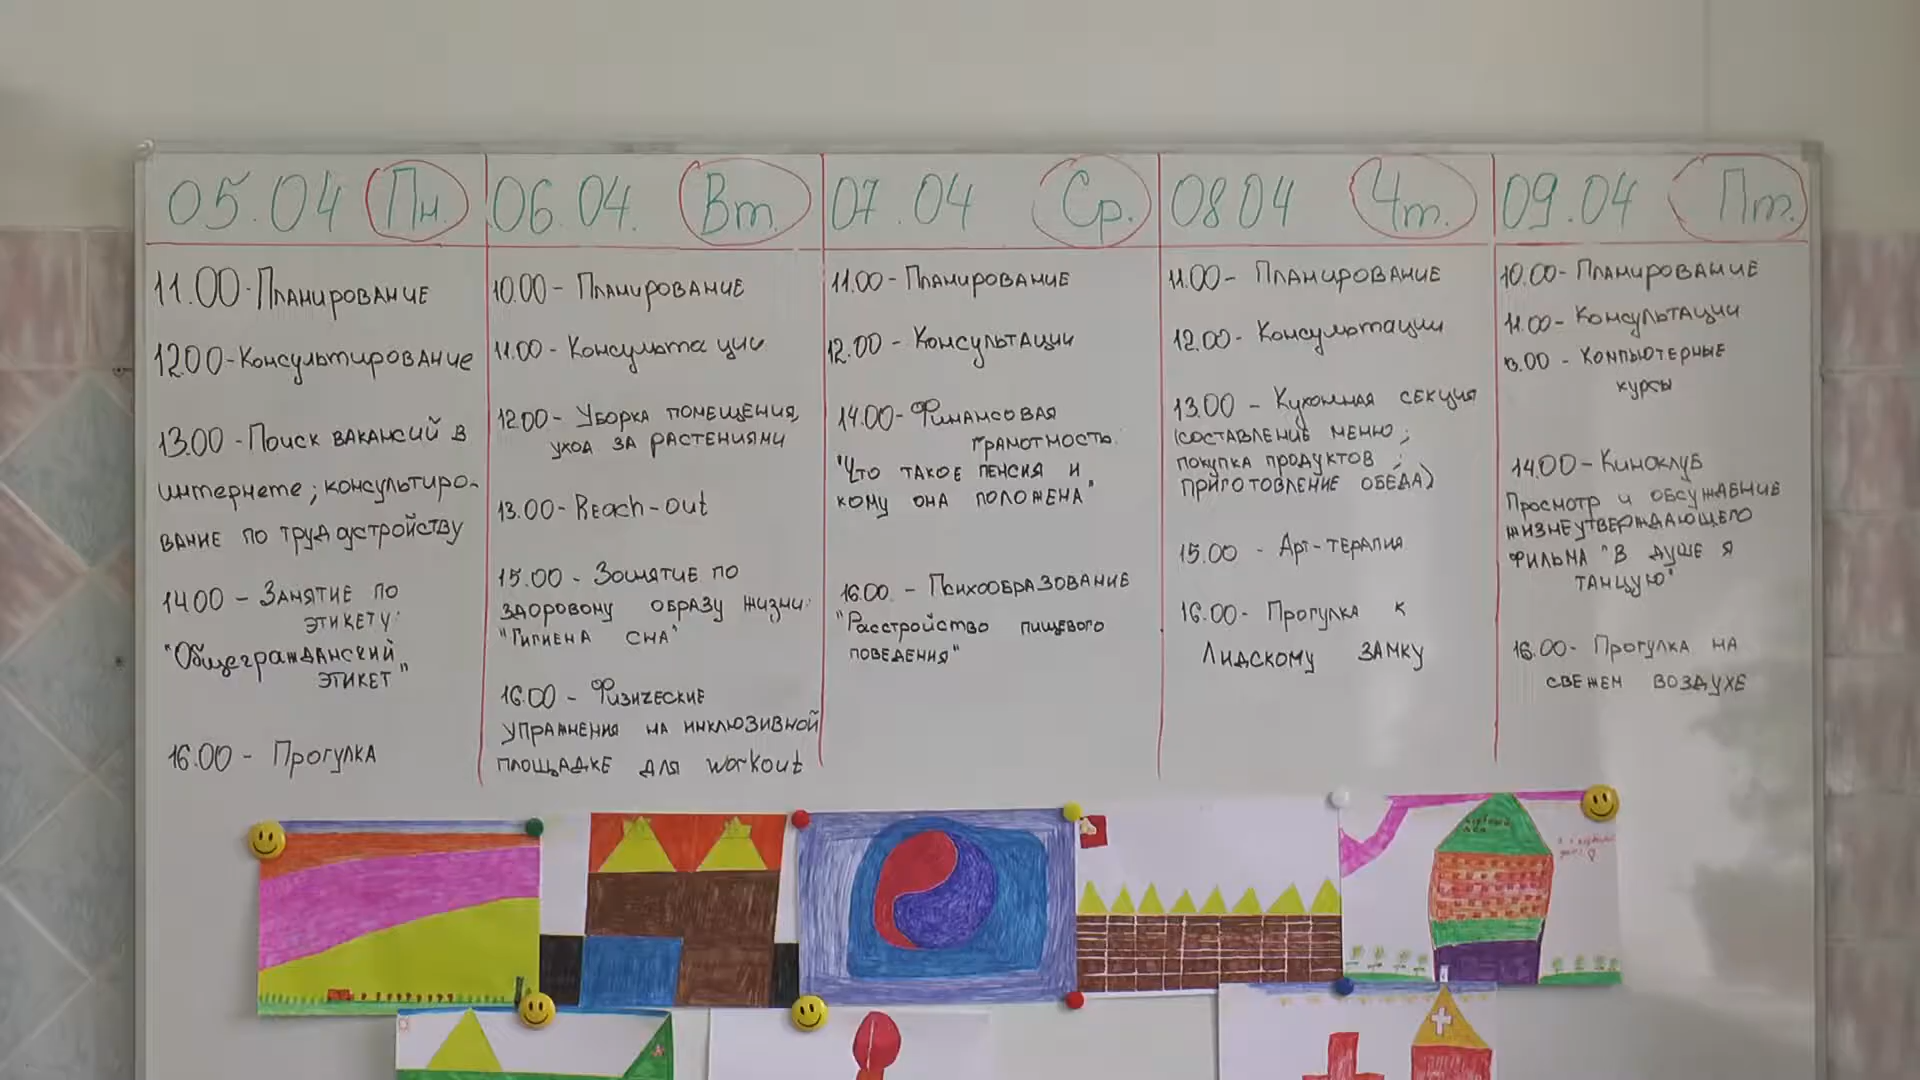 05.04 Пн.
11.00-Планирование
12.00-Консультирование
13.00-Поиск вакансий в
интернете; консультиро-
вание по трудоустройству
14.00 - Занятие по
этикету:
"Общегражданский
этикет"
16.00 - Прогулка
06.04. Вт.
10.00 - Планирование
11.00 - Консультации
12.00 - Уборка помещения,
уход за растениями
13.00 - Reach-out
15.00 - Занятие по
здоровому образу жизни:
"Гигиена сна"
16.00 - Физические
упражнения на инклюзивной
площадке для workout
07.04 Ср.
11.00 - Планирование
12.00 - Консультации
14.00 - Финансовая
грамотность.
"Что такое пенсия и
кому она положена"
16.00. - Психообразование
"Расстройство пищевого
поведения"
08 04 Чт.
11.00 - Планирование
12.00 - Консультации
13.00 - Кухонная секция
(составление меню;
покупка продуктов;
приготовление обеда)
15.00 - Арт-терапия
16.00 - Прогулка к
Лидскому замку
09.04 Пт.
10.00 - Планирование
11.00 - Консультации
13.00 - Компьютерные
курсы
14.00 - Киноклуб
Просмотр и обсуждение
жизнеутверждающего
фильма "В душе я
танцую"
16.00 - Прогулка на
свежем воздухе